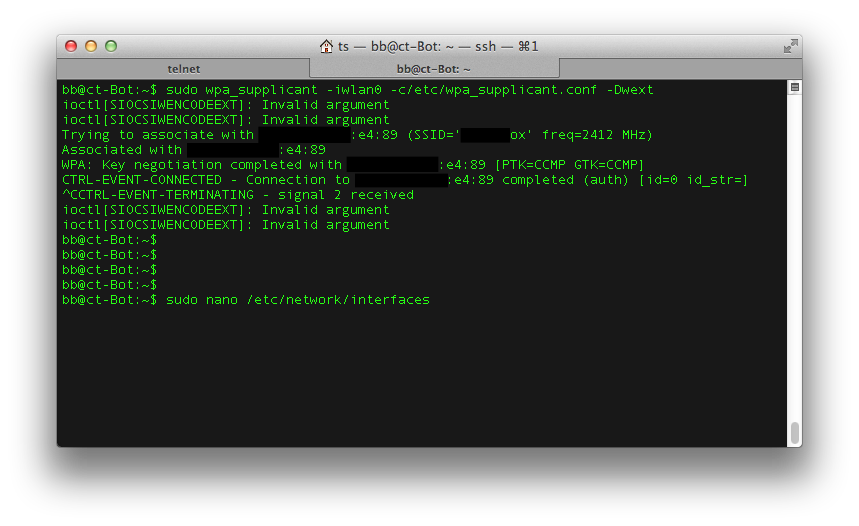 ts — bb@ct-Bot: ~ — ssh — ⌘1
telnet
bb@ct-Bot: ~
bb@ct-Bot:~$ sudo wpa_supplicant -iwlan0 -c/etc/wpa_supplicant.conf -Dwext
ioctl[SIOCSIWENCODEEXT]: Invalid argument
ioctl[SIOCSIWENCODEEXT]: Invalid argument
Trying to associate with :e4:89 (SSID='ox' freq=2412 MHz)
Associated with :e4:89
WPA: Key negotiation completed with :e4:89 [PTK=CCMP GTK=CCMP]
CTRL-EVENT-CONNECTED - Connection to :e4:89 completed (auth) [id=0 id_str=]
^CCTRL-EVENT-TERMINATING - signal 2 received
ioctl[SIOCSIWENCODEEXT]: Invalid argument
ioctl[SIOCSIWENCODEEXT]: Invalid argument
bb@ct-Bot:~$
bb@ct-Bot:~$
bb@ct-Bot:~$
bb@ct-Bot:~$
bb@ct-Bot:~$ sudo nano /etc/network/interfaces